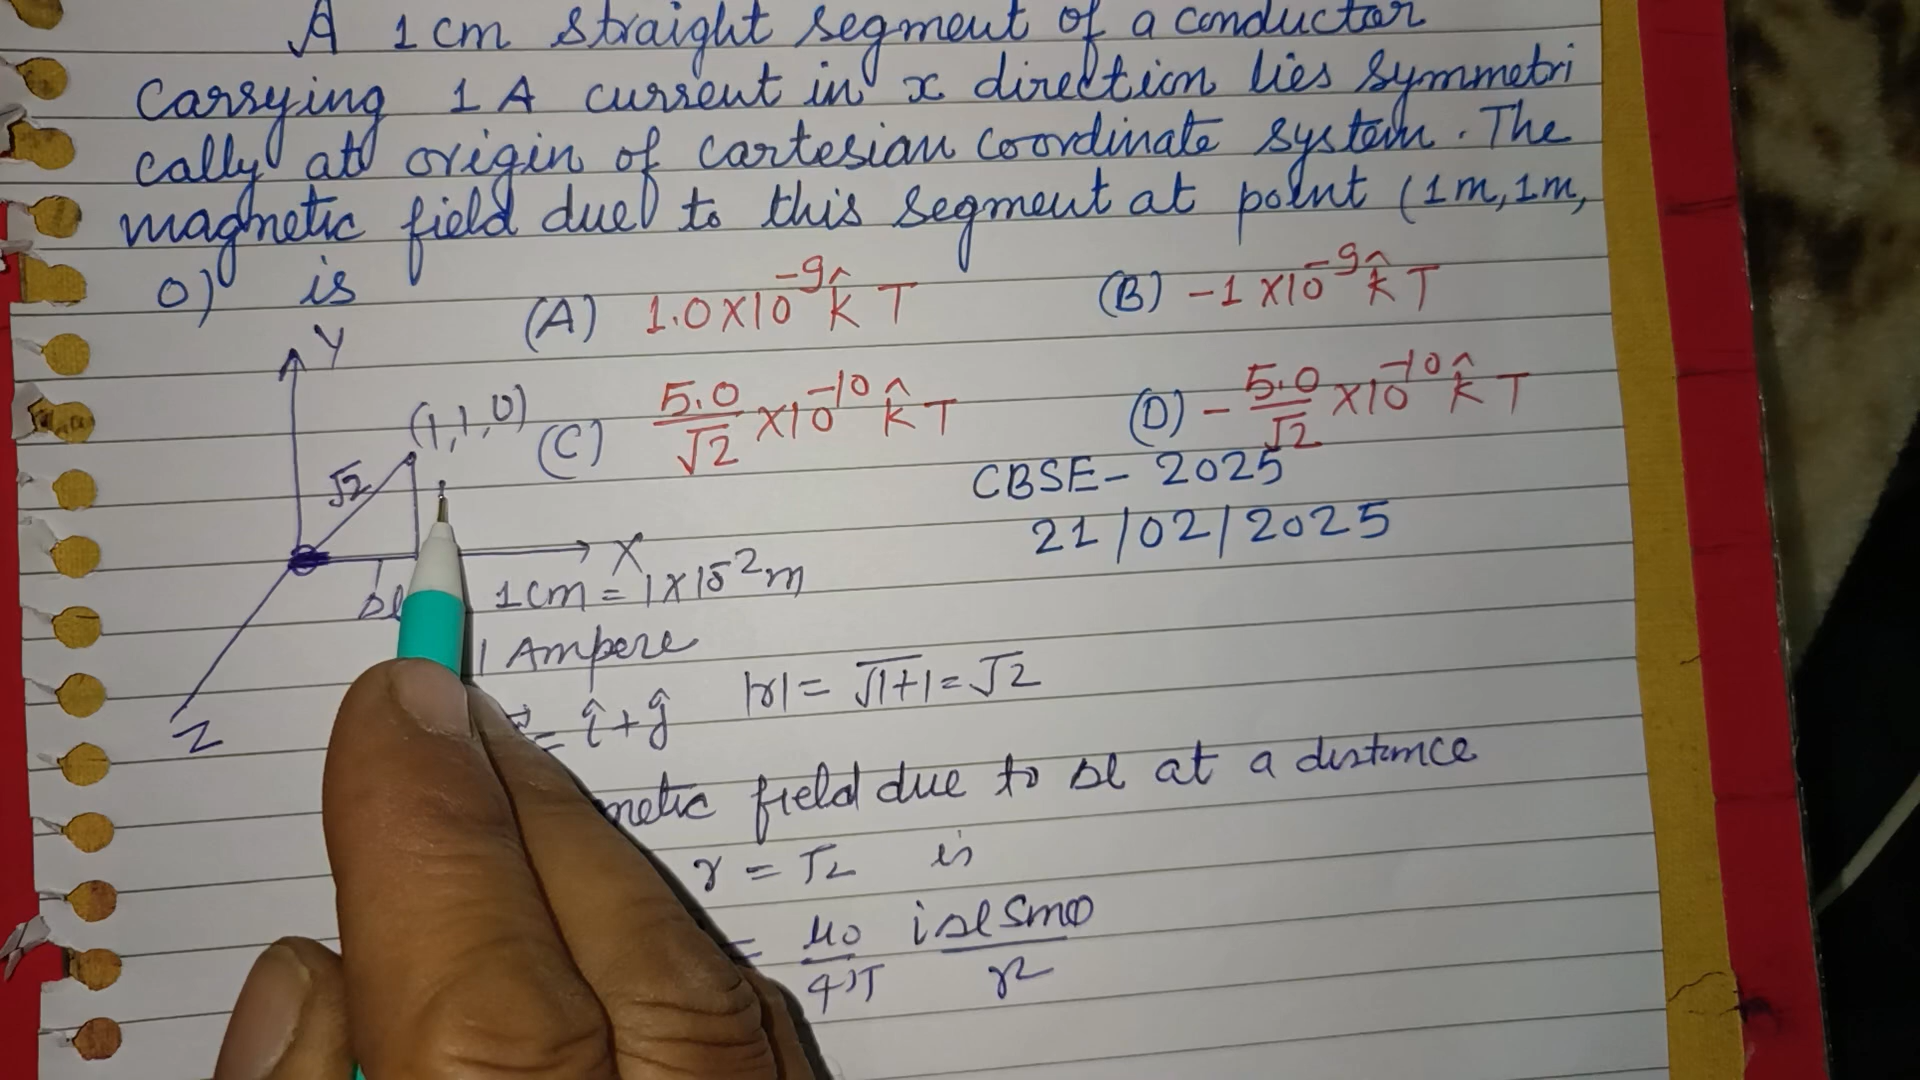 A 1 cm straight segment of a conductor
carrying 1 A current in x direction lies symmetri
cally at origin of cartesian coordinate system. The
magnetic field due to this segment at point (1m, 1m,
0) is
(A) 1.0×10⁻⁹ k̂ T (B) -1×10⁻⁹ k̂ T
(C) 5.0/√2 ×10⁻¹⁰ k̂ T (D) - 5.0/√2 ×10⁻¹⁰ k̂ T
Y
(1,1,0)
√2
CBSE- 2025
21/02/2025
X
Z
1cm = 1×10⁻²m
1 Ampere
= î+ĵ |r| = √1+1 = √2
field due to Δl at a distance
r = √2 is
= μ0/4π iΔl Sinθ/r²